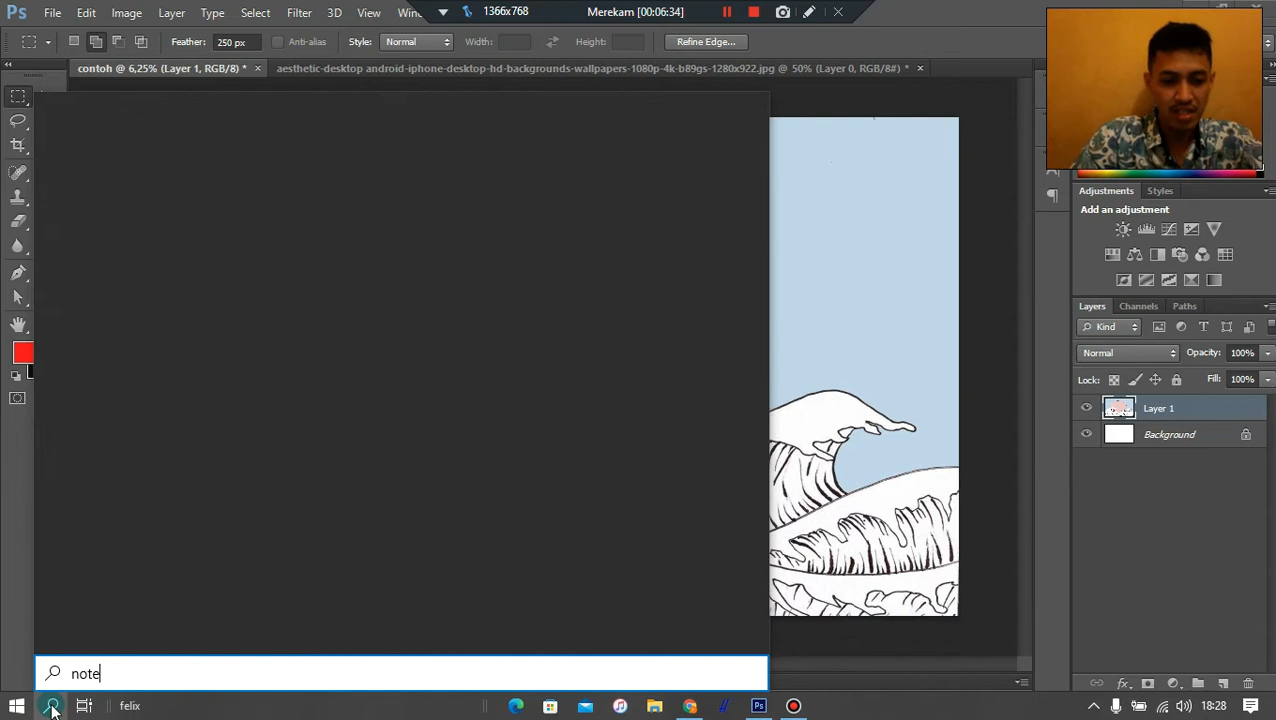 Ps File Edit Image Layer Type Select Filter 3D View
1366x768 Merekam [00:06:34]
Feather: 250 px Anti-alias Style: Normal Width: Height: Refine Edge...
contoh @ 6,25% (Layer 1, RGB/8) * × aesthetic-desktop android-iphone-desktop-hd-backgrounds-wallpapers-1080p-4k-b89gs-1280x922.jpg @ 50% (Layer 0, RGB/8#) * ×
Adjustments Styles
Add an adjustment
Layers Channels Paths
Kind
Normal Opacity: 100%
Lock: Fill: 100%
Layer 1
Background
note
felix Ps 18:28